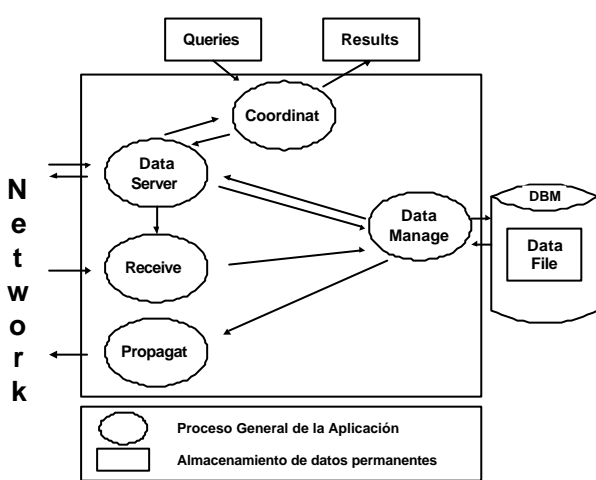 Queries
Results
Coordinat
Data
Server
Network
DBM
Data
Manage
Data
File
Receive
Propagat
Proceso General de la Aplicación
Almacenamiento de datos permanentes